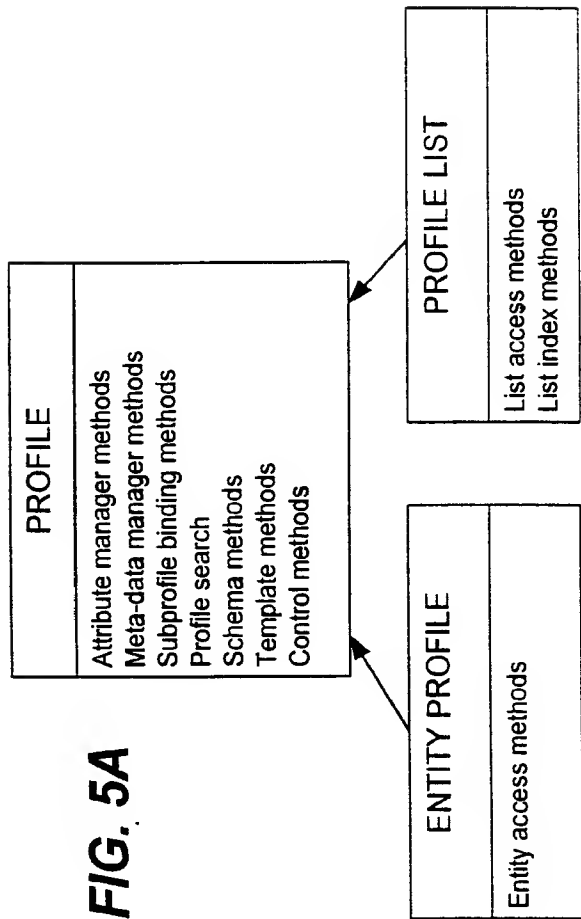 FIG. 5A
PROFILE
Attribute manager methods
Meta-data manager methods
Subprofile binding methods
Profile search
Schema methods
Template methods
Control methods
ENTITY PROFILE
Entity access methods
PROFILE LIST
List access methods
List index methods